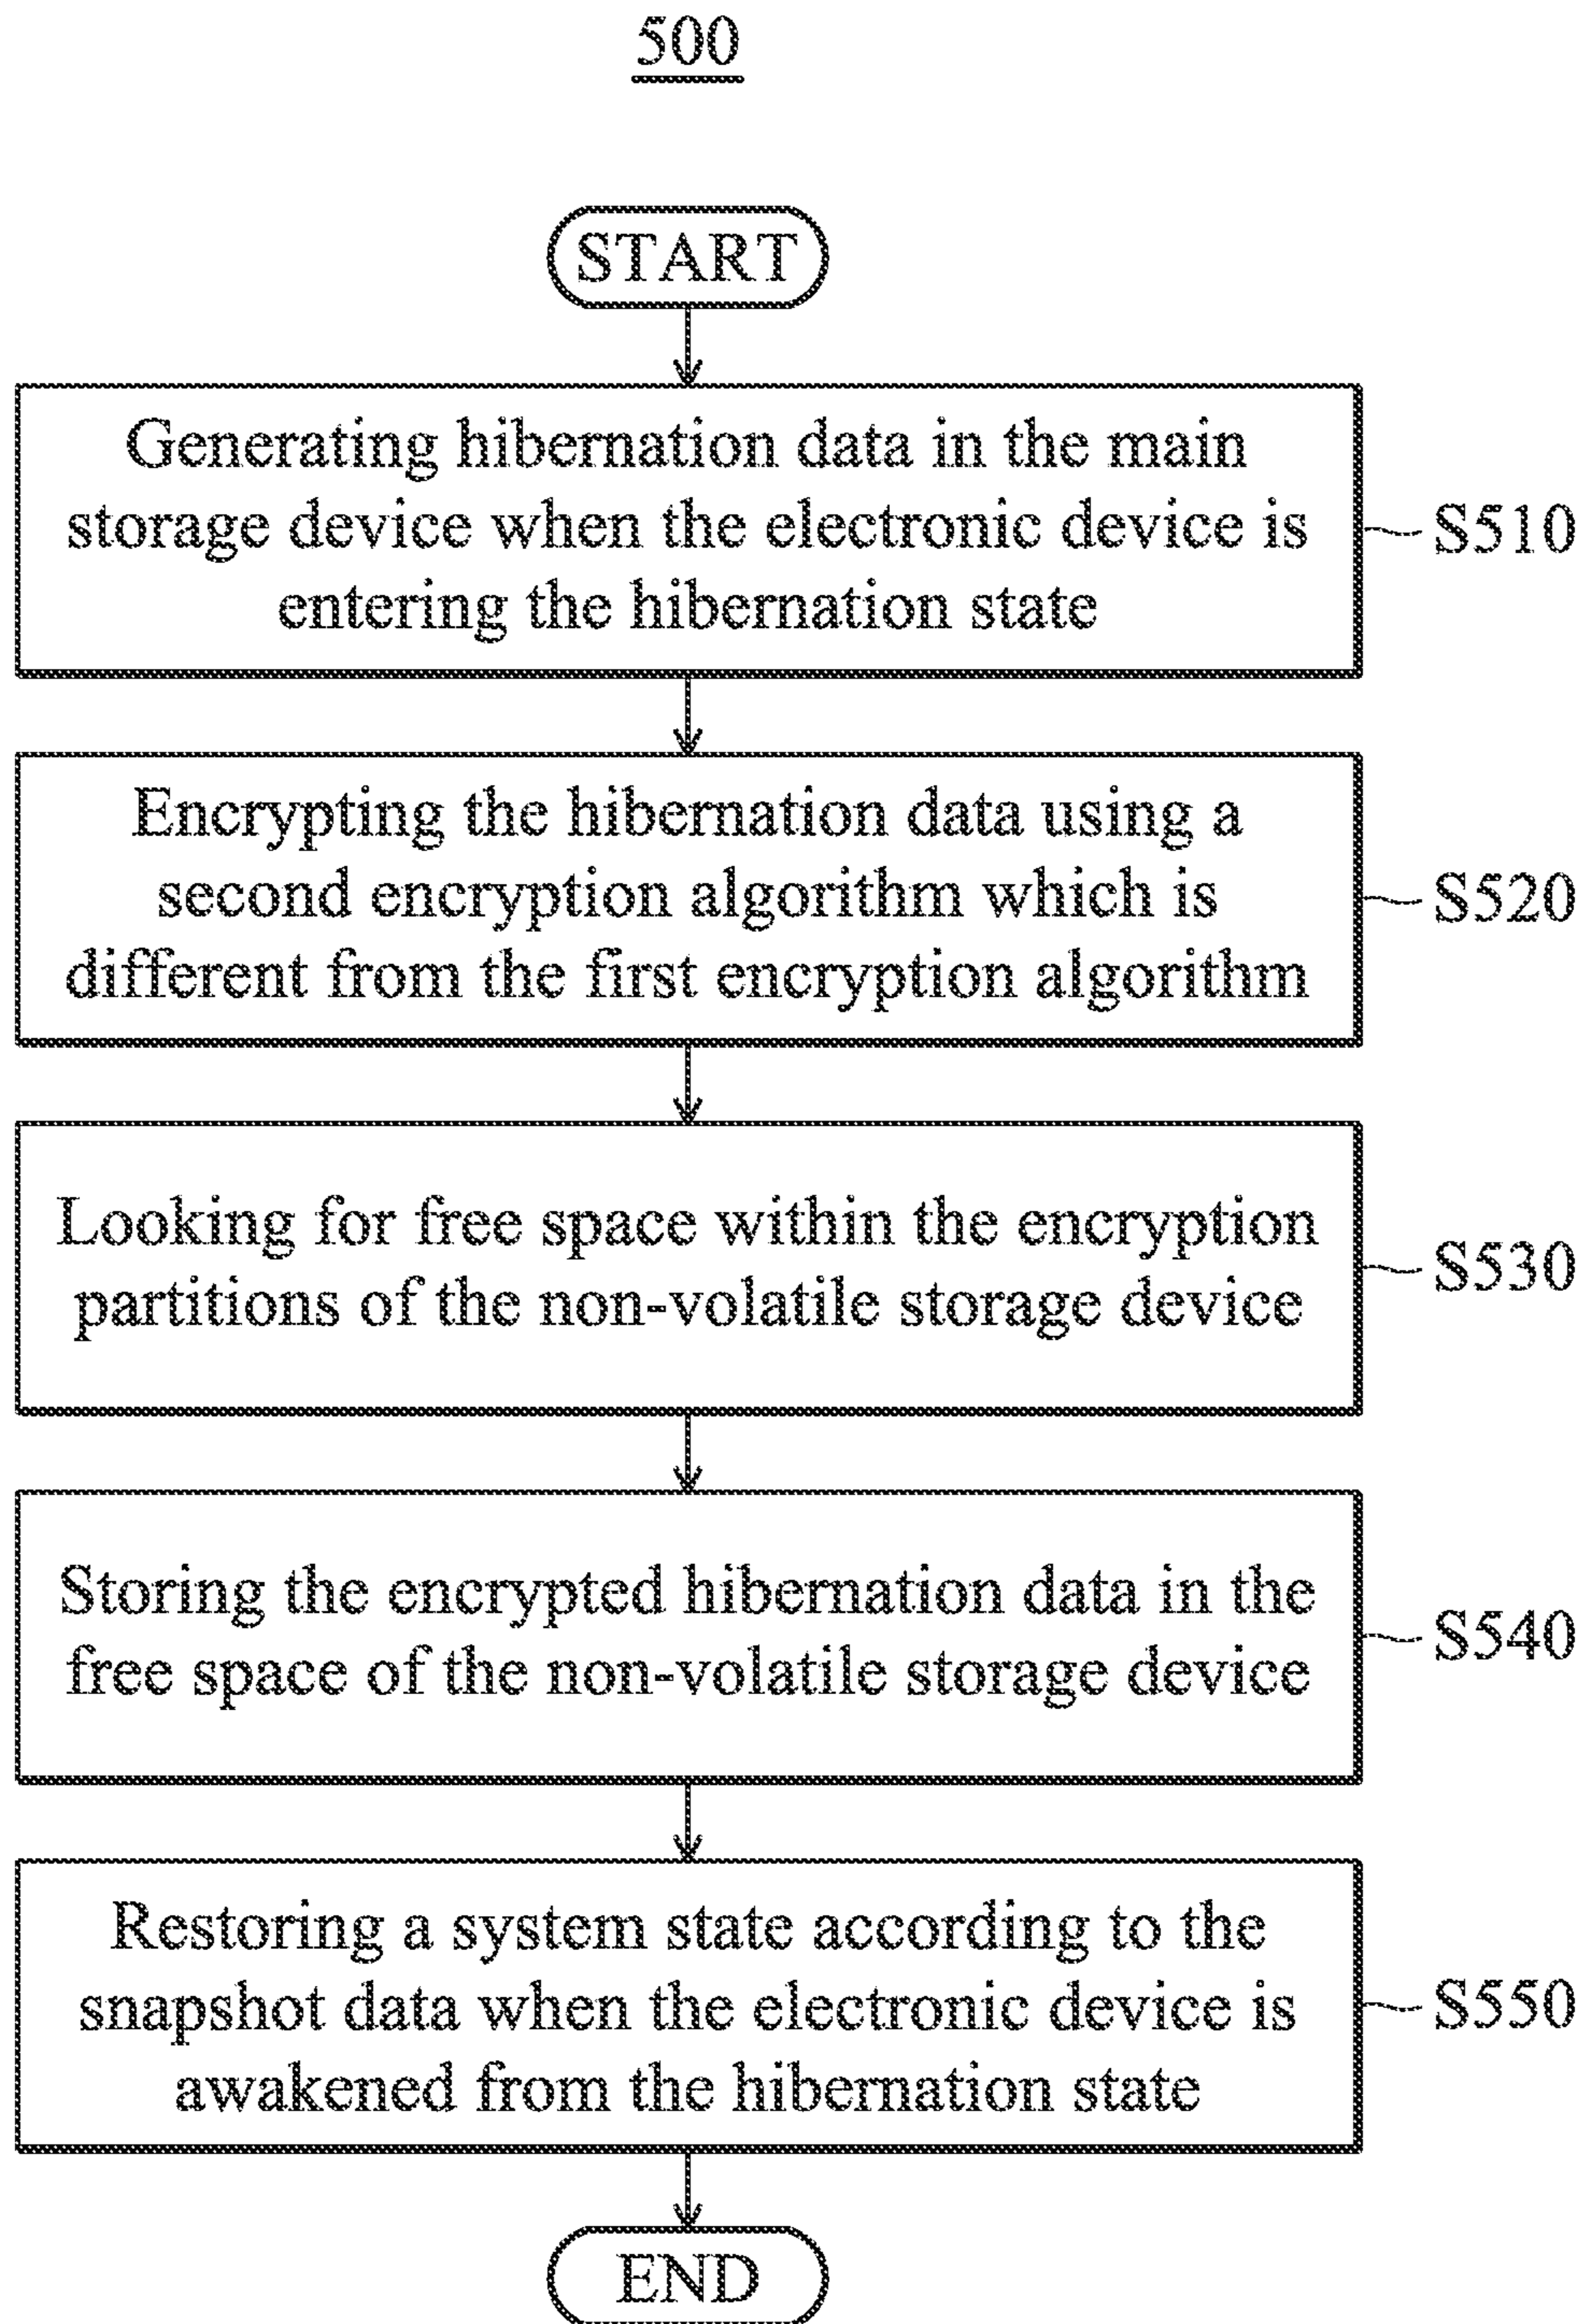 500
START
Generating hibernation data in the main
storage device when the electronic device is
entering the hibernation state
S510
Encrypting the hibernation data using a
second encryption algorithm which is
different from the first encryption algorithm
S520
Looking for free space within the encryption
partitions of the non-volatile storage device
S530
Storing the encrypted hibernation data in the
free space of the non-volatile storage device
S540
Restoring a system state according to the
snapshot data when the electronic device is
awakened from the hibernation state
S550
END